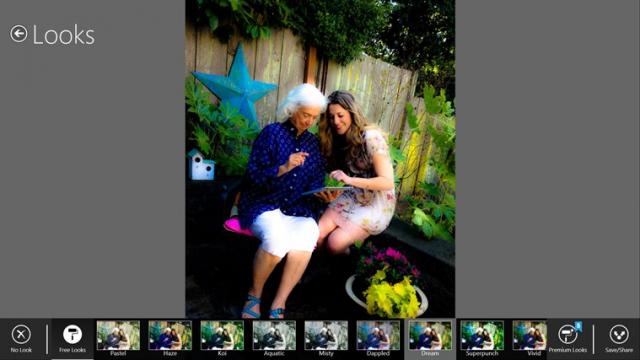 Looks
No Look
Free Looks
Pastel
Haze
Koi
Aquatic
Misty
Dappled
Dream
Superpunch
Vivid
Premium Looks
Save/Share